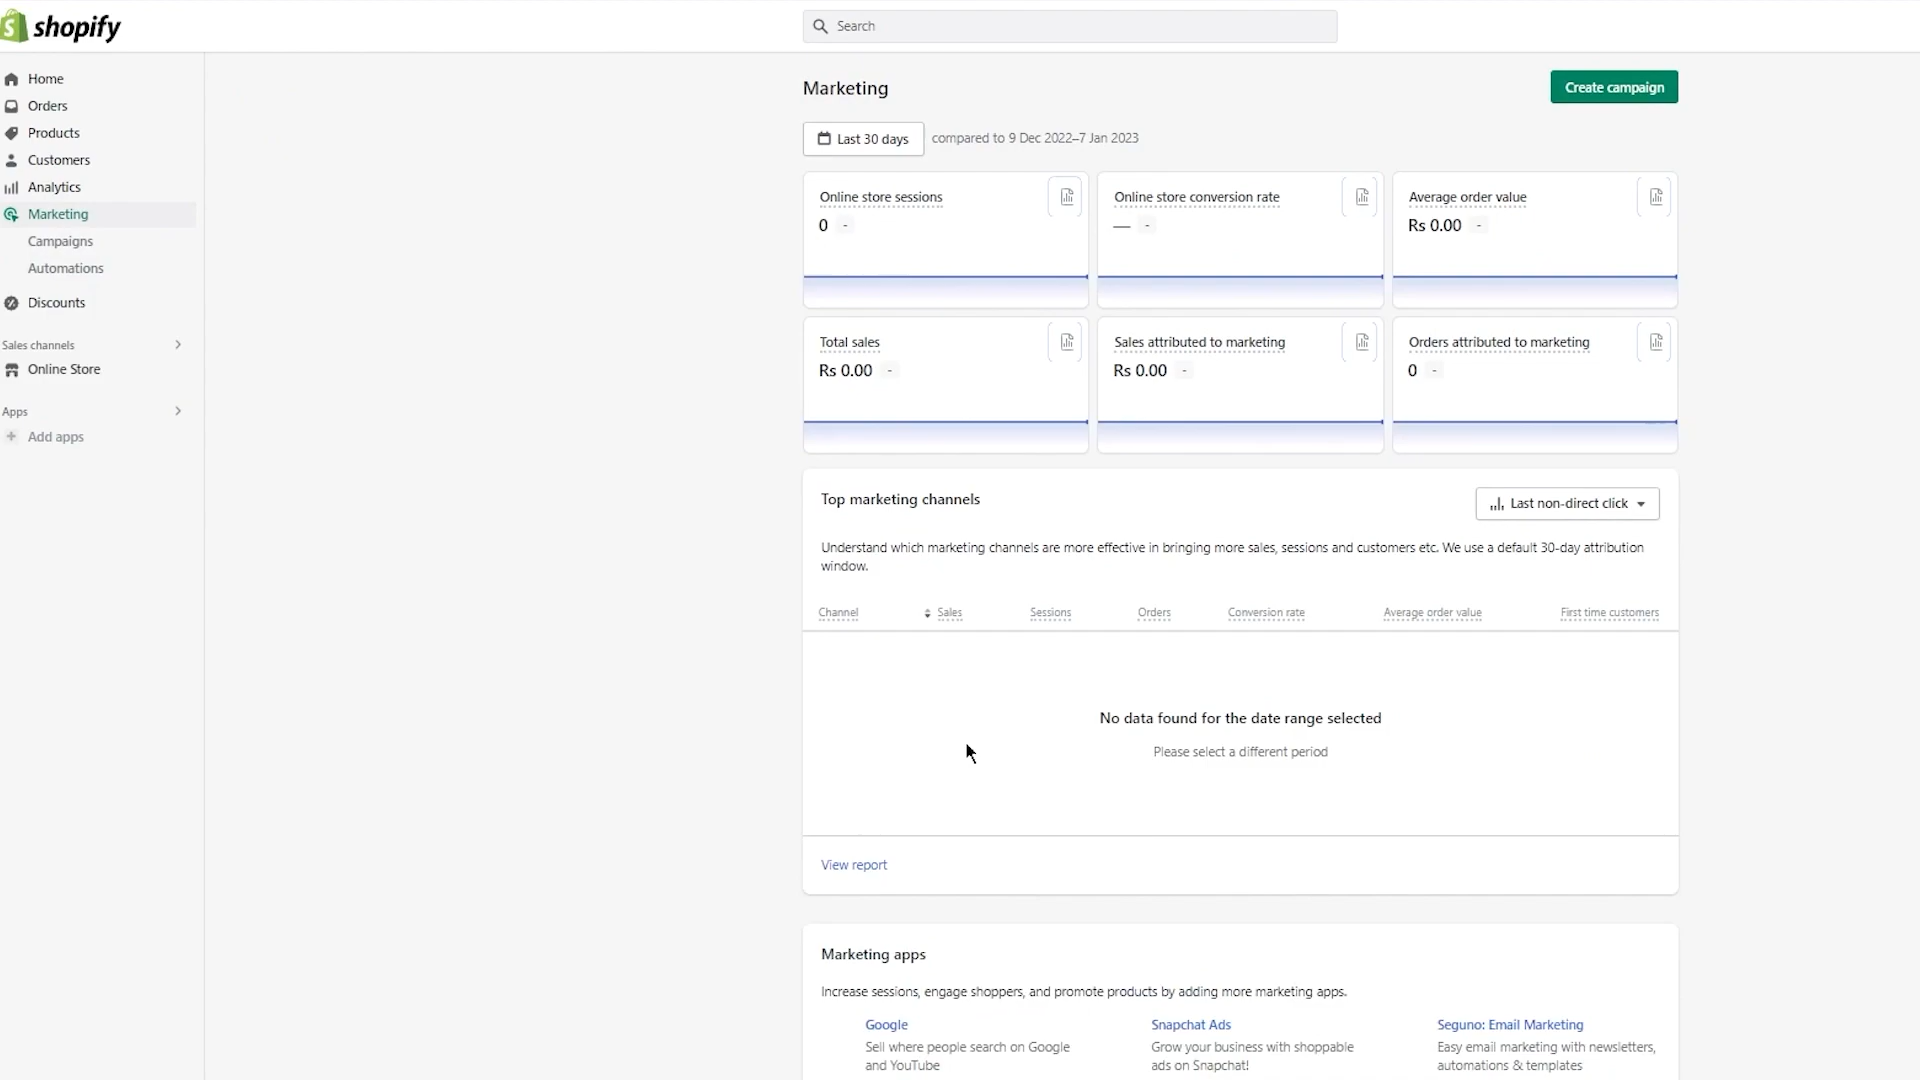 shopify
Search
Home
Orders
Products
Customers
Analytics
Marketing
Campaigns
Automations
Discounts
Sales channels
Online Store
Apps
Add apps
Marketing
Create campaign
Last 30 days compared to 9 Dec 2022–7 Jan 2023
Online store sessions
0 -
Online store conversion rate
— -
Average order value
Rs 0.00 -
Total sales
Rs 0.00 -
Sales attributed to marketing
Rs 0.00 -
Orders attributed to marketing
0 -
Top marketing channels
Last non-direct click
Understand which marketing channels are more effective in bringing more sales, sessions and customers etc. We use a default 30-day attribution
window.
Channel Sales Sessions Orders Conversion rate Average order value First time customers
No data found for the date range selected
Please select a different period
View report
Marketing apps
Increase sessions, engage shoppers, and promote products by adding more marketing apps.
Google
Sell where people search on Google
and YouTube
Snapchat Ads
Grow your business with shoppable
ads on Snapchat!
Seguno: Email Marketing
Easy email marketing with newsletters,
automations & templates